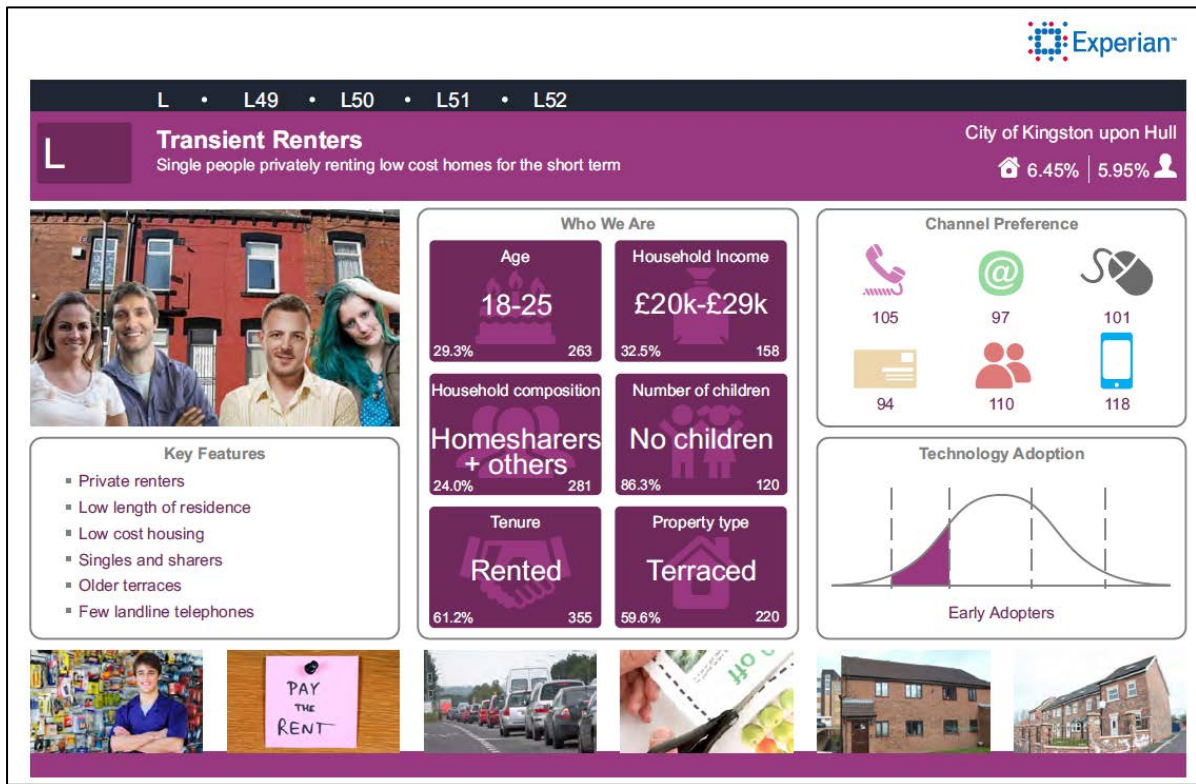 Experian™
L • L49 • L50 • L51 • L52
L
Transient Renters
Single people privately renting low cost homes for the short term
City of Kingston upon Hull
6.45% | 5.95%
Key Features
Private renters
Low length of residence
Low cost housing
Singles and sharers
Older terraces
Few landline telephones
Who We Are
Age
18-25
29.3% 263
Household Income
£20k-£29k
32.5% 158
Household composition
Homesharers
+ others
24.0% 281
Number of children
No children
86.3% 120
Tenure
Rented
61.2% 355
Property type
Terraced
59.6% 220
Channel Preference
@
105 97 101
94 110 118
Technology Adoption
Early Adopters
PAY
THE
RENT
off